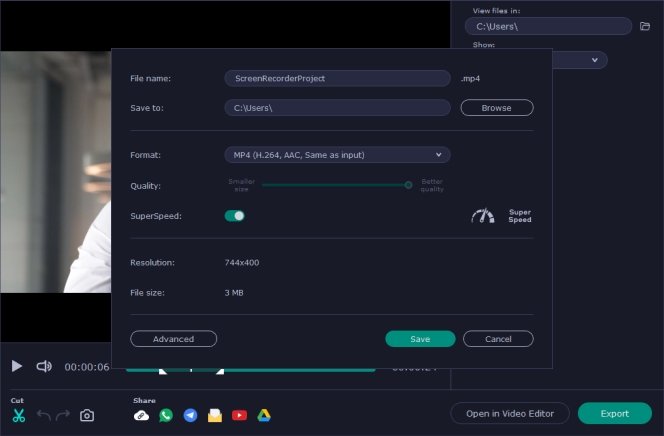 View files in:
C:\Users\
Show:
File name:
ScreenRecorderProject
.mp4
Save to:
C:\Users\
Browse
Format:
MP4 (H.264, AAC, Same as input)
Quality:
Smaller
size
Better
quality
SuperSpeed:
Super
Speed
Resolution:
744x400
File size:
3 MB
Advanced
Save
Cancel
00:00:06
Cut
Share
Open in Video Editor
Export